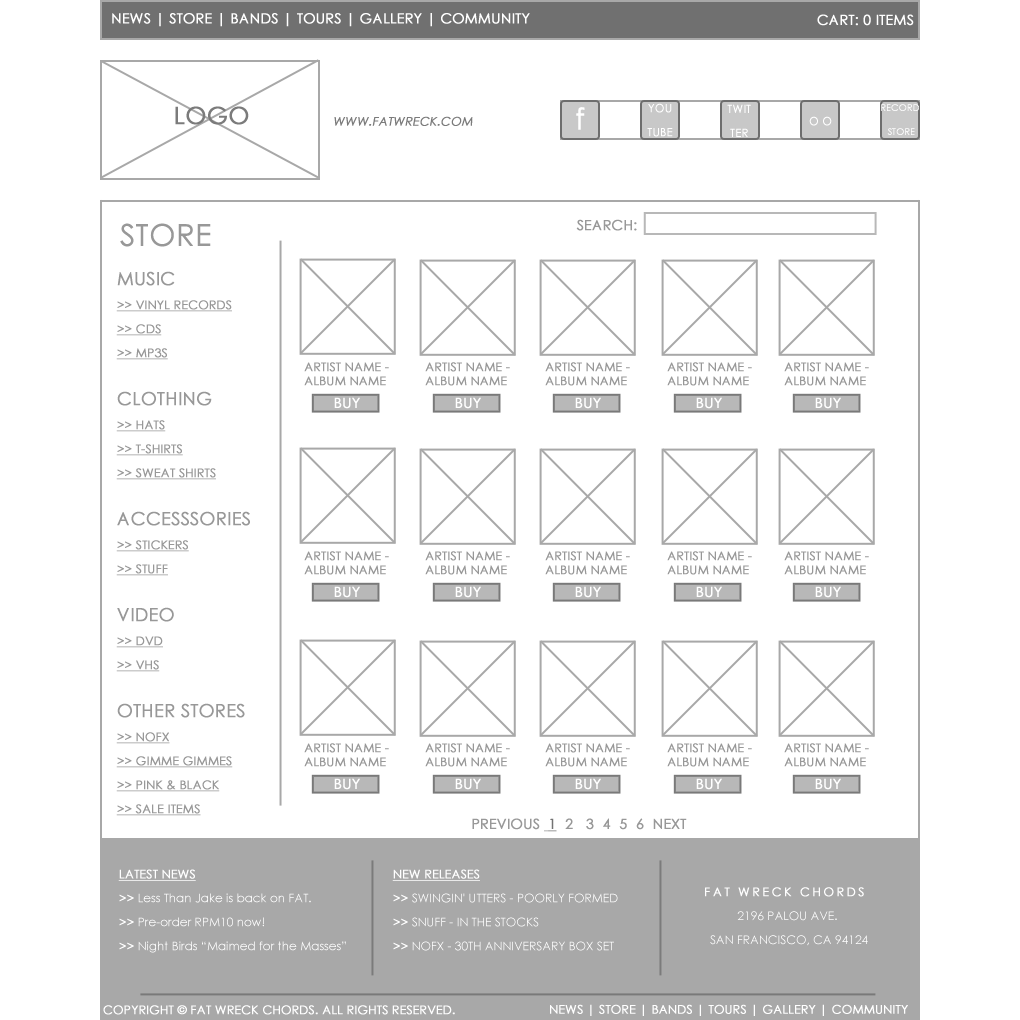 NEWS | STORE | BANDS | TOURS | GALLERY | COMMUNITY
CART: 0 ITEMS
LOGO
WWW.FATWRECK.COM
f
YOU
TUBE
TWIT
TER
O O
RECORD
STORE
STORE
SEARCH:
MUSIC
>> VINYL RECORDS
>> CDS
>> MP3S
CLOTHING
>> HATS
>> T-SHIRTS
>> SWEAT SHIRTS
ACCESSSORIES
>> STICKERS
>> STUFF
VIDEO
>> DVD
>> VHS
OTHER STORES
>> NOFX
>> GIMME GIMMES
>> PINK & BLACK
>> SALE ITEMS
ARTIST NAME - ARTIST NAME - ARTIST NAME - ARTIST NAME - ARTIST NAME -
ALBUM NAME ALBUM NAME ALBUM NAME ALBUM NAME ALBUM NAME
BUY BUY BUY BUY BUY
ARTIST NAME - ARTIST NAME - ARTIST NAME - ARTIST NAME - ARTIST NAME -
ALBUM NAME ALBUM NAME ALBUM NAME ALBUM NAME ALBUM NAME
BUY BUY BUY BUY BUY
ARTIST NAME - ARTIST NAME - ARTIST NAME - ARTIST NAME - ARTIST NAME -
ALBUM NAME ALBUM NAME ALBUM NAME ALBUM NAME ALBUM NAME
BUY BUY BUY BUY BUY
PREVIOUS 1 2 3 4 5 6 NEXT
LATEST NEWS
>> Less Than Jake is back on FAT.
>> Pre-order RPM10 now!
>> Night Birds “Maimed for the Masses”
NEW RELEASES
>> SWINGIN' UTTERS - POORLY FORMED
>> SNUFF - IN THE STOCKS
>> NOFX - 30TH ANNIVERSARY BOX SET
FAT WRECK CHORDS
2196 PALOU AVE.
SAN FRANCISCO, CA 94124
COPYRIGHT © FAT WRECK CHORDS. ALL RIGHTS RESERVED.
NEWS | STORE | BANDS | TOURS | GALLERY | COMMUNITY